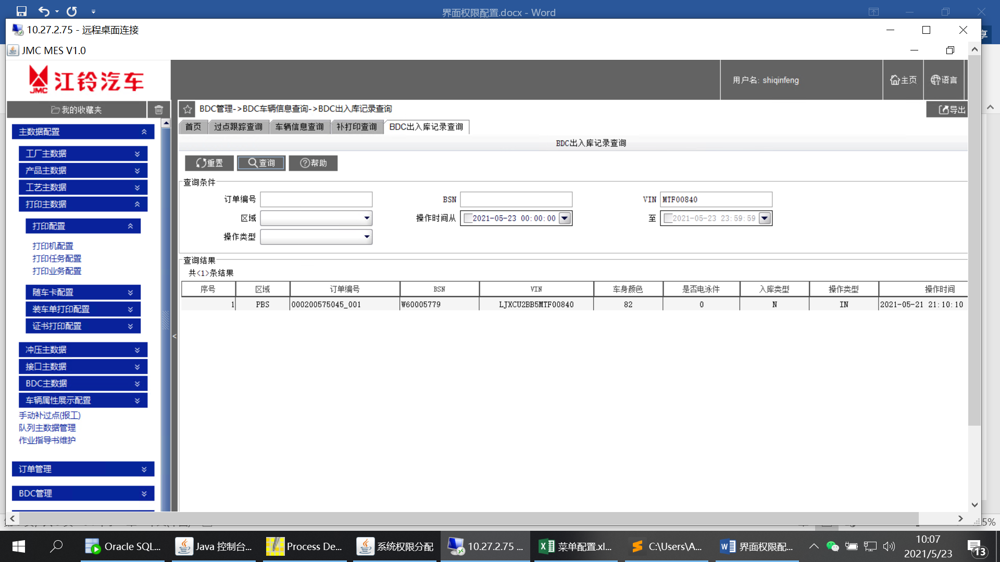 界面权限配置.docx - Word
10.27.2.75 - 远程桌面连接
享
JMC MES V1.0
JMC 江铃汽车
用户名: shiqinfeng
主页
语言
我的收藏夹
BDC管理->BDC车辆信息查询->BDC出入库记录查询
导出
首页
过点跟踪查询
车辆信息查询
补打印查询
BDC出入库记录查询
BDC出入库记录查询
重置
查询
帮助
查询条件
订单编号
BSN
VIN MTF00840
区域
操作时间从 2021-05-23 00:00:00
至 2021-05-23 23:59:59
操作类型
查询结果
共<1>条结果
序号 区域 订单编号 BSN VIN 车身颜色 是否电泳件 入库类型 操作类型 操作时间
1 PBS 000200575045_001 W60005779 LJXCU2BB5MTF00840 82 0 N IN 2021-05-21 21:10:10
主数据配置
工厂主数据
产品主数据
工艺主数据
打印主数据
打印配置
打印机配置
打印任务配置
打印业务配置
随车卡配置
装车单打印配置
证书打印配置
冲压主数据
接口主数据
BDC主数据
车辆属性展示配置
手动补过点(报工)
队列主数据管理
作业指导书维护
订单管理
BDC管理
5%
Oracle SQL...
Java 控制台...
Process De...
系统权限分配
10.27.2.75 ...
菜单配置.xl...
C:\Users\A...
界面权限配...
10:07
2021/5/23
13